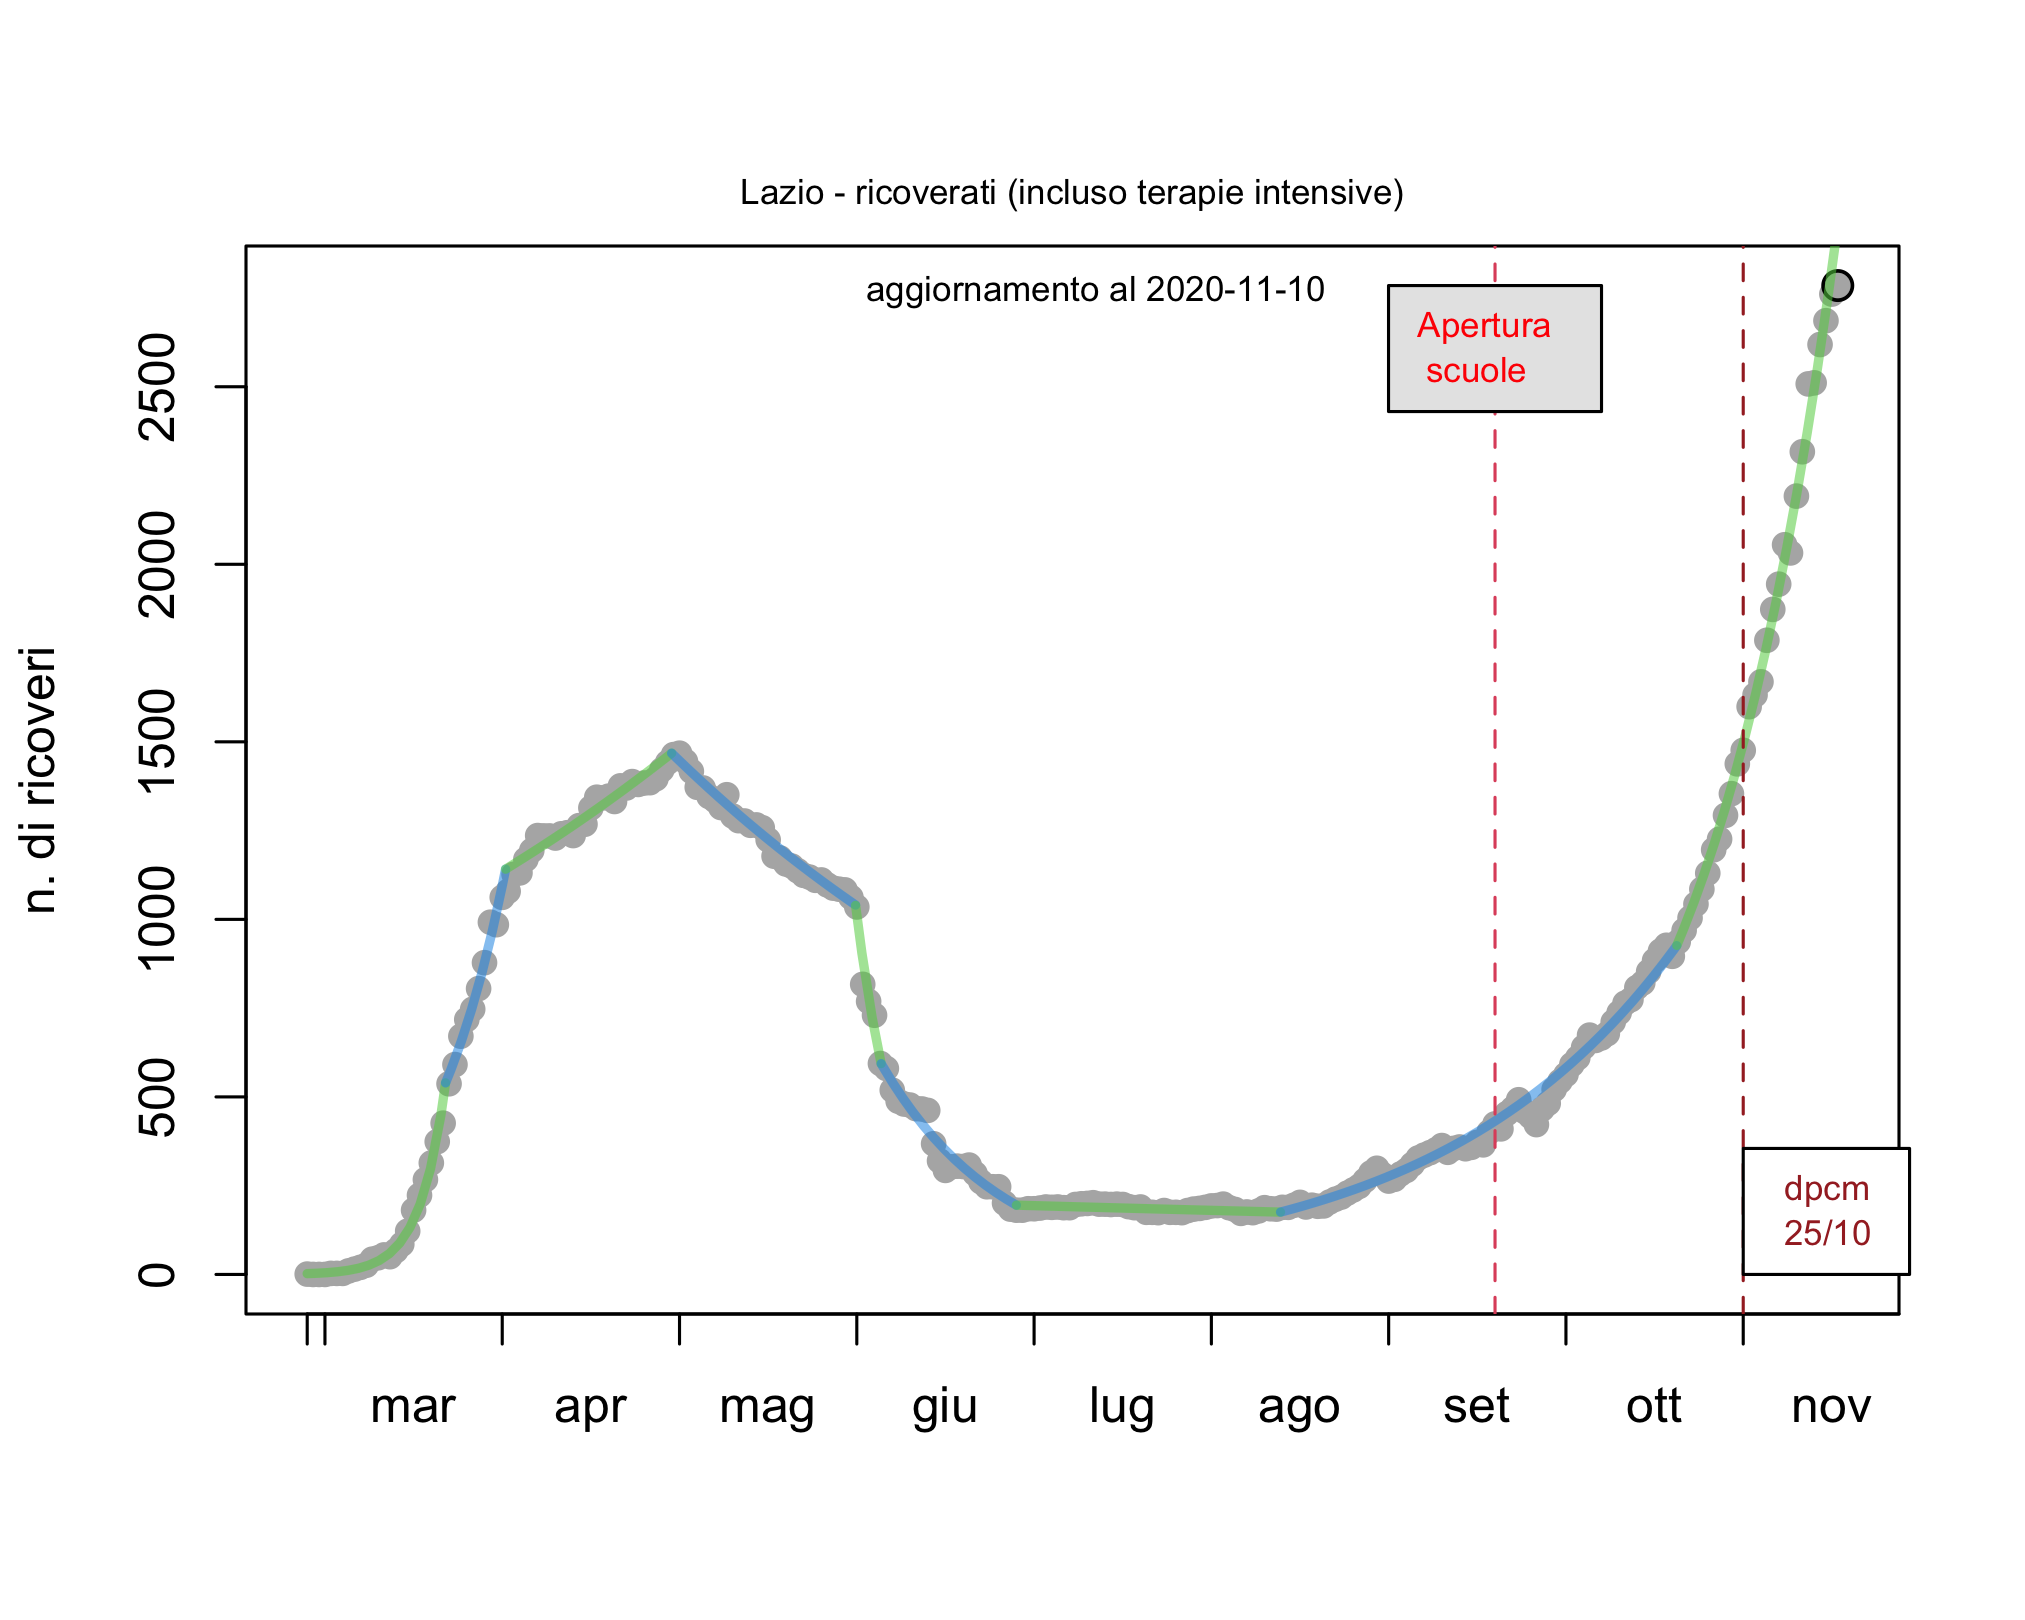 Lazio - ricoverati (incluso terapie intensive)
aggiornamento al 2020-11-10
Apertura
scuole
n. di ricoveri
2500
2000
1500
1000
500
0
dpcm
25/10
mar apr mag giu lug ago set ott nov